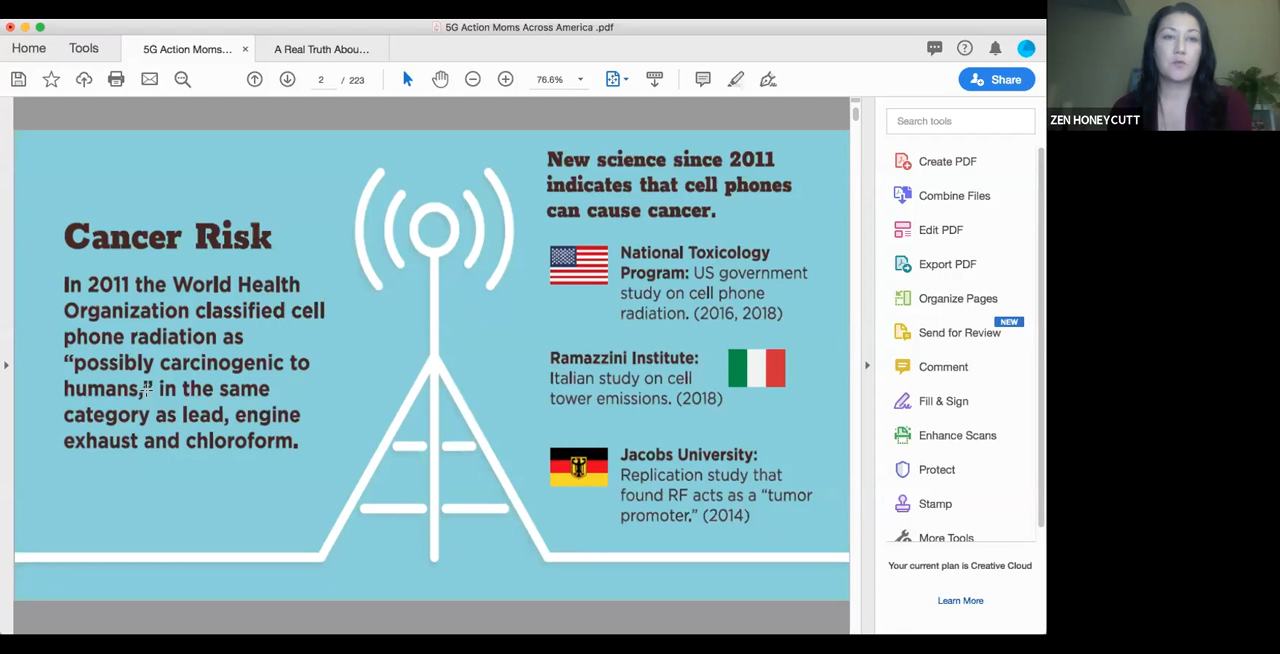 5G Action Moms Across America .pdf
Home
Tools
5G Action Moms... ×
A Real Truth Abou...
2 / 223
76.6%
Share
ZEN HONEYCUTT
Cancer Risk
In 2011 the World Health
Organization classified cell
phone radiation as
“possibly carcinogenic to
humans,” in the same
category as lead, engine
exhaust and chloroform.
New science since 2011
indicates that cell phones
can cause cancer.
National Toxicology
Program: US government
study on cell phone
radiation. (2016, 2018)
Ramazzini Institute:
Italian study on cell
tower emissions. (2018)
Jacobs University:
Replication study that
found RF acts as a “tumor
promoter.” (2014)
Search tools
Create PDF
Combine Files
Edit PDF
Export PDF
Organize Pages
NEW
Send for Review
Comment
Fill & Sign
Enhance Scans
Protect
Stamp
More Tools
Your current plan is Creative Cloud
Learn More